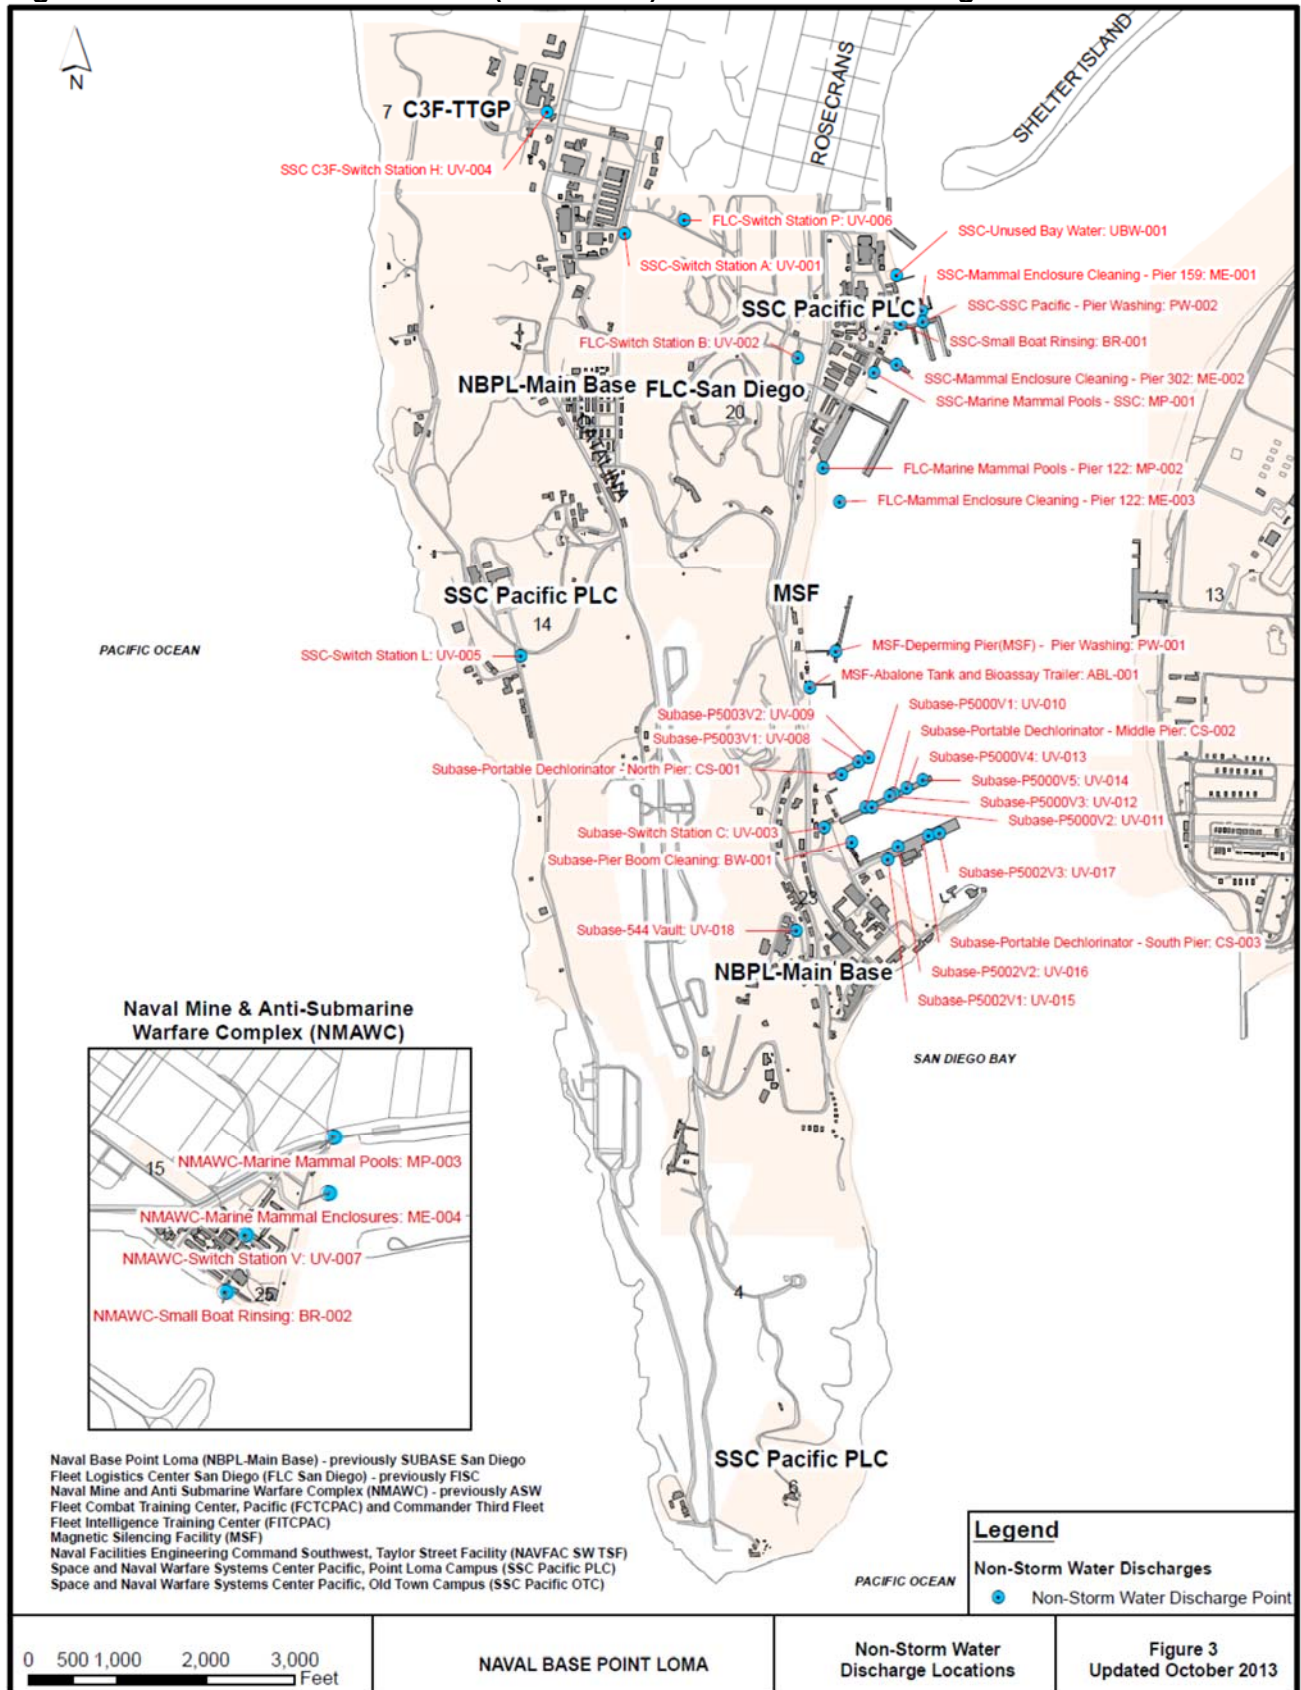 N
7 C3F-TTGP
ROSECRANS
SHELTER ISLAND
SSC C3F-Switch Station H: UV-004
FLC-Switch Station P: UV-006
SSC-Switch Station A: UV-001
SSC-Unused Bay Water: UBW-001
SSC-Mammal Enclosure Cleaning - Pier 159: ME-001
SSC Pacific PLC
SSC-SSC Pacific - Pier Washing: PW-002
3
FLC-Switch Station B: UV-002
SSC-Small Boat Rinsing: BR-001
SSC-Mammal Enclosure Cleaning - Pier 302: ME-002
NBPL-Main Base
FLC-San Diego
20
SSC-Marine Mammal Pools - SSC: MP-001
CATALINA
FLC-Marine Mammal Pools - Pier 122: MP-002
FLC-Mammal Enclosure Cleaning - Pier 122: ME-003
SSC Pacific PLC
14
MSF
13
PACIFIC OCEAN
SSC-Switch Station L: UV-005
MSF-Deperming Pier(MSF) - Pier Washing: PW-001
MSF-Abalone Tank and Bioassay Trailer: ABL-001
Subase-P5003V2: UV-009
Subase-P5000V1: UV-010
Subase-P5003V1: UV-008
Subase-Portable Dechlorinator - Middle Pier: CS-002
Subase-Portable Dechlorinator - North Pier: CS-001
Subase-P5000V4: UV-013
Subase-P5000V5: UV-014
Subase-P5000V3: UV-012
Subase-P5000V2: UV-011
Subase-Switch Station C: UV-003
Subase-Pier Boom Cleaning: BW-001
Subase-P5002V3: UV-017
23
Subase-544 Vault: UV-018
Subase-Portable Dechlorinator - South Pier: CS-003
NBPL-Main Base
Subase-P5002V2: UV-016
Subase-P5002V1: UV-015
SAN DIEGO BAY
Naval Mine & Anti-Submarine
Warfare Complex (NMAWC)
15
NMAWC-Marine Mammal Pools: MP-003
NMAWC-Marine Mammal Enclosures: ME-004
NMAWC-Switch Station V: UV-007
25
NMAWC-Small Boat Rinsing: BR-002
4
SSC Pacific PLC
6
Naval Base Point Loma (NBPL-Main Base) - previously SUBASE San Diego
Fleet Logistics Center San Diego (FLC San Diego) - previously FISC
Naval Mine and Anti Submarine Warfare Complex (NMAWC) - previously ASW
Fleet Combat Training Center, Pacific (FCTCPAC) and Commander Third Fleet
Fleet Intelligence Training Center (FITCPAC)
Magnetic Silencing Facility (MSF)
Naval Facilities Engineering Command Southwest, Taylor Street Facility (NAVFAC SW TSF)
Space and Naval Warfare Systems Center Pacific, Point Loma Campus (SSC Pacific PLC)
Space and Naval Warfare Systems Center Pacific, Old Town Campus (SSC Pacific OTC)
PACIFIC OCEAN
Legend
Non-Storm Water Discharges
Non-Storm Water Discharge Point
0 500 1,000 2,000 3,000
Feet
NAVAL BASE POINT LOMA
Non-Storm Water
Discharge Locations
Figure 3
Updated October 2013